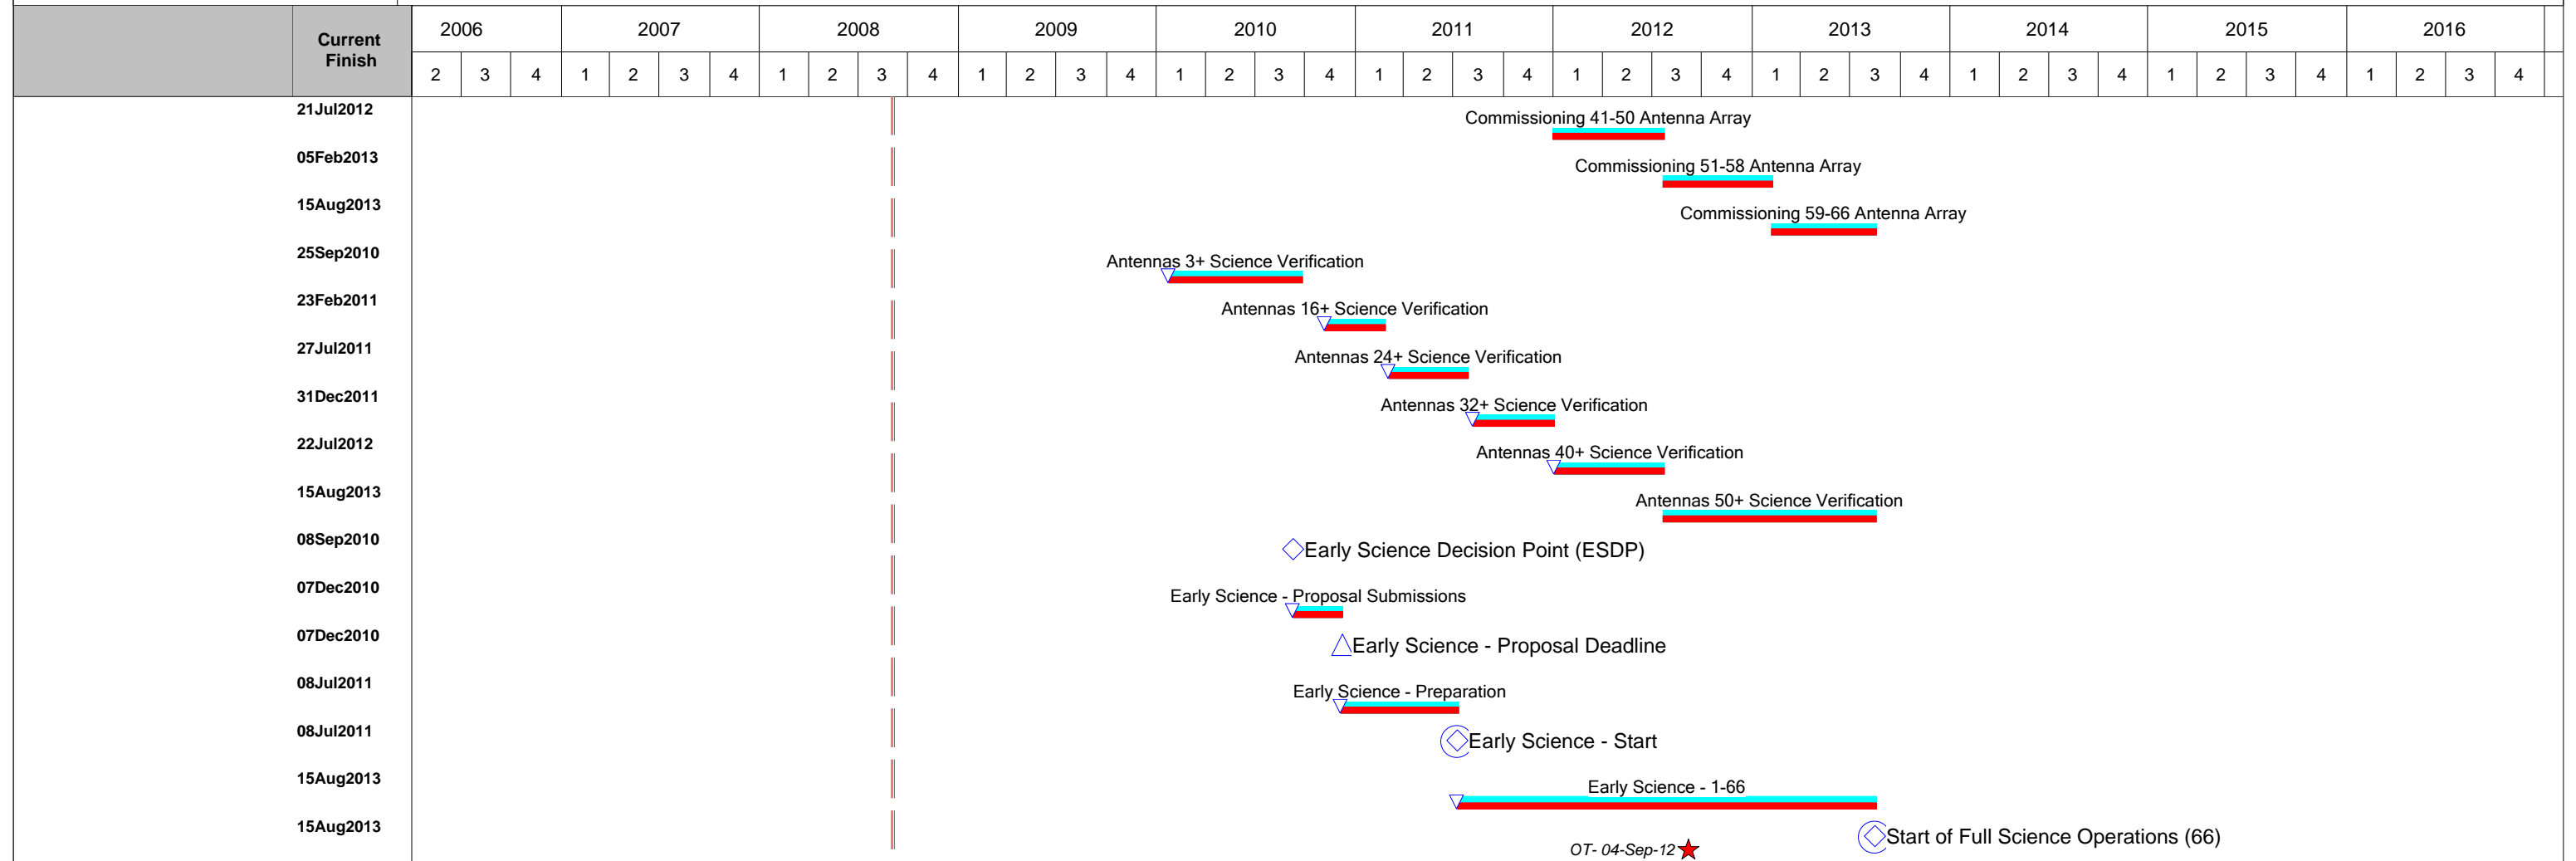 Current
Finish
2006 2007 2008 2009 2010 2011 2012 2013 2014 2015 2016
2 3 4 1 2 3 4 1 2 3 4 1 2 3 4 1 2 3 4 1 2 3 4 1 2 3 4 1 2 3 4 1 2 3 4 1 2 3 4 1 2 3 4
21Jul2012 Commissioning 41-50 Antenna Array
05Feb2013 Commissioning 51-58 Antenna Array
15Aug2013 Commissioning 59-66 Antenna Array
25Sep2010 Antennas 3+ Science Verification
23Feb2011 Antennas 16+ Science Verification
27Jul2011 Antennas 24+ Science Verification
31Dec2011 Antennas 32+ Science Verification
22Jul2012 Antennas 40+ Science Verification
15Aug2013 Antennas 50+ Science Verification
08Sep2010 Early Science Decision Point (ESDP)
07Dec2010 Early Science - Proposal Submissions
07Dec2010 Early Science - Proposal Deadline
08Jul2011 Early Science - Preparation
08Jul2011 Early Science - Start
15Aug2013 Early Science - 1-66
15Aug2013 Start of Full Science Operations (66)
OT- 04-Sep-12